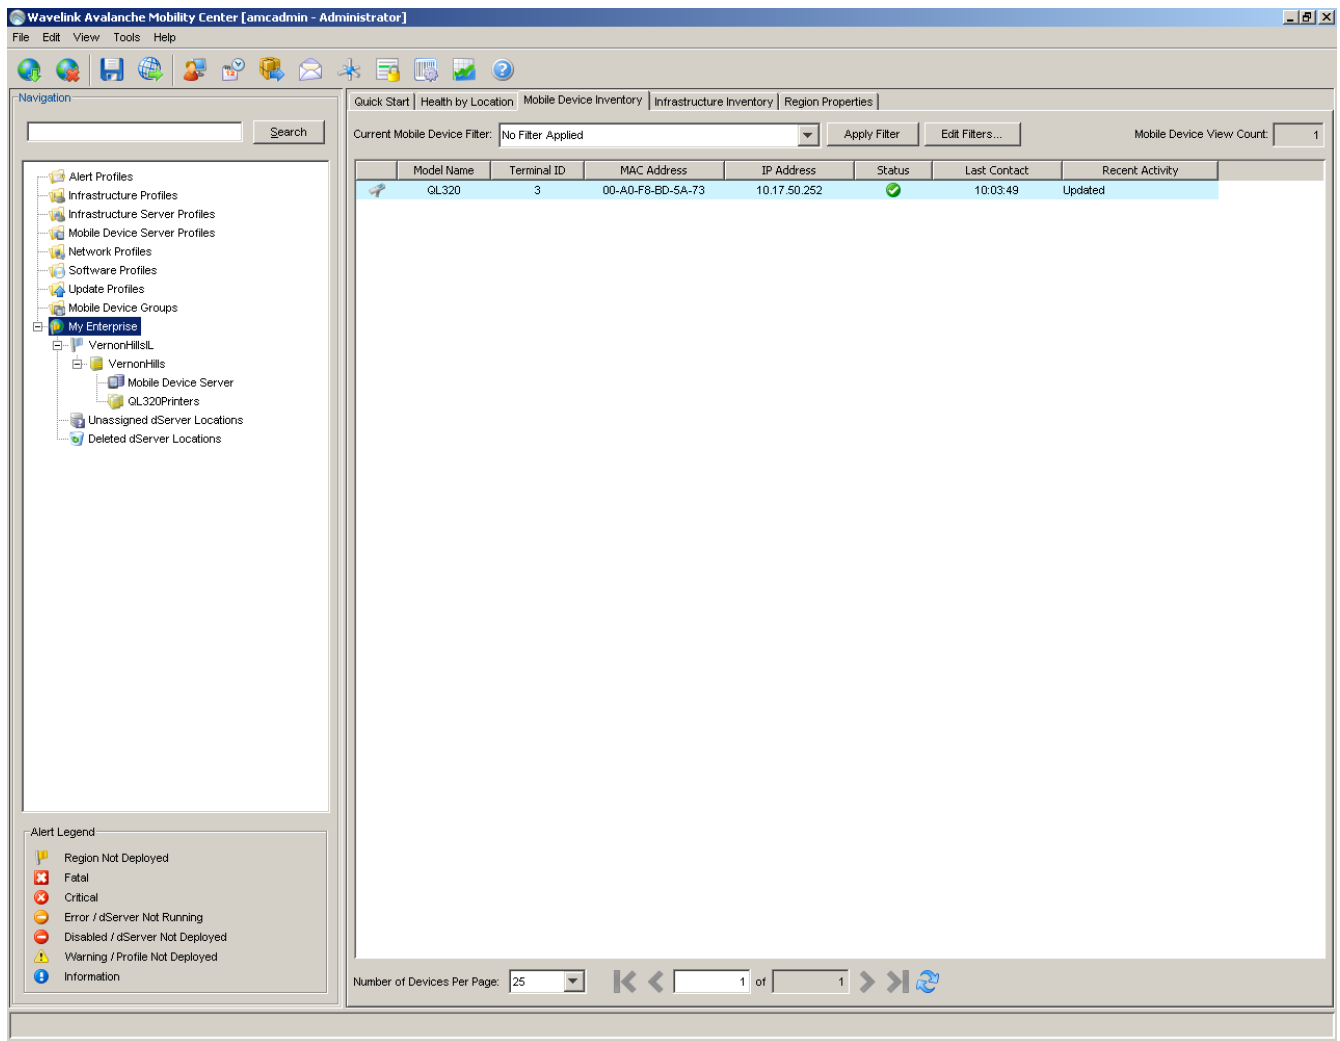 Wavelink Avalanche Mobility Center [amcadmin - Administrator]
File Edit View Tools Help
Navigation
Search
Alert Profiles
Infrastructure Profiles
Infrastructure Server Profiles
Mobile Device Server Profiles
Network Profiles
Software Profiles
Update Profiles
Mobile Device Groups
My Enterprise
VernonHillsIL
VernonHills
Mobile Device Server
QL320Printers
Unassigned dServer Locations
Deleted dServer Locations
Alert Legend
Region Not Deployed
Fatal
Critical
Error / dServer Not Running
Disabled / dServer Not Deployed
Warning / Profile Not Deployed
Information
Quick Start Health by Location Mobile Device Inventory Infrastructure Inventory Region Properties
Current Mobile Device Filter: No Filter Applied Apply Filter Edit Filters... Mobile Device View Count: 1
Model Name Terminal ID MAC Address IP Address Status Last Contact Recent Activity
QL320 3 00-A0-F8-BD-5A-73 10.17.50.252 10:03:49 Updated
Number of Devices Per Page: 25 1 of 1